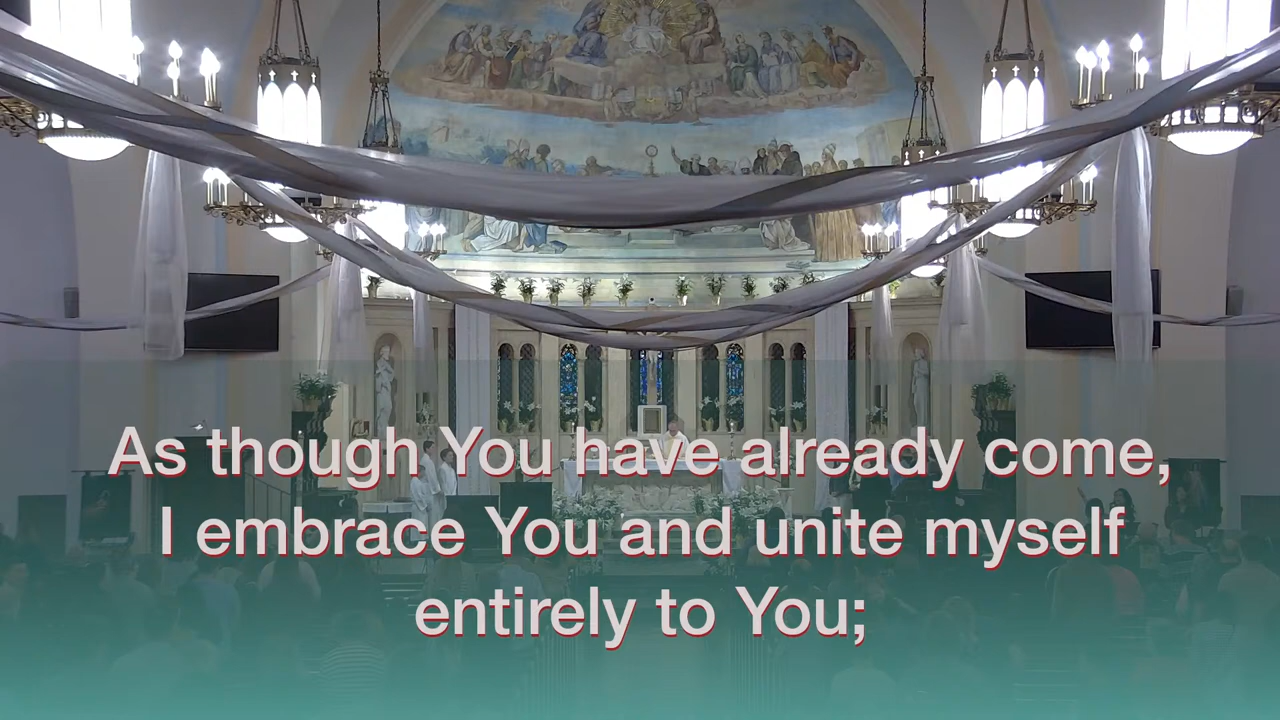 As though You have already come,
I embrace You and unite myself
entirely to You;